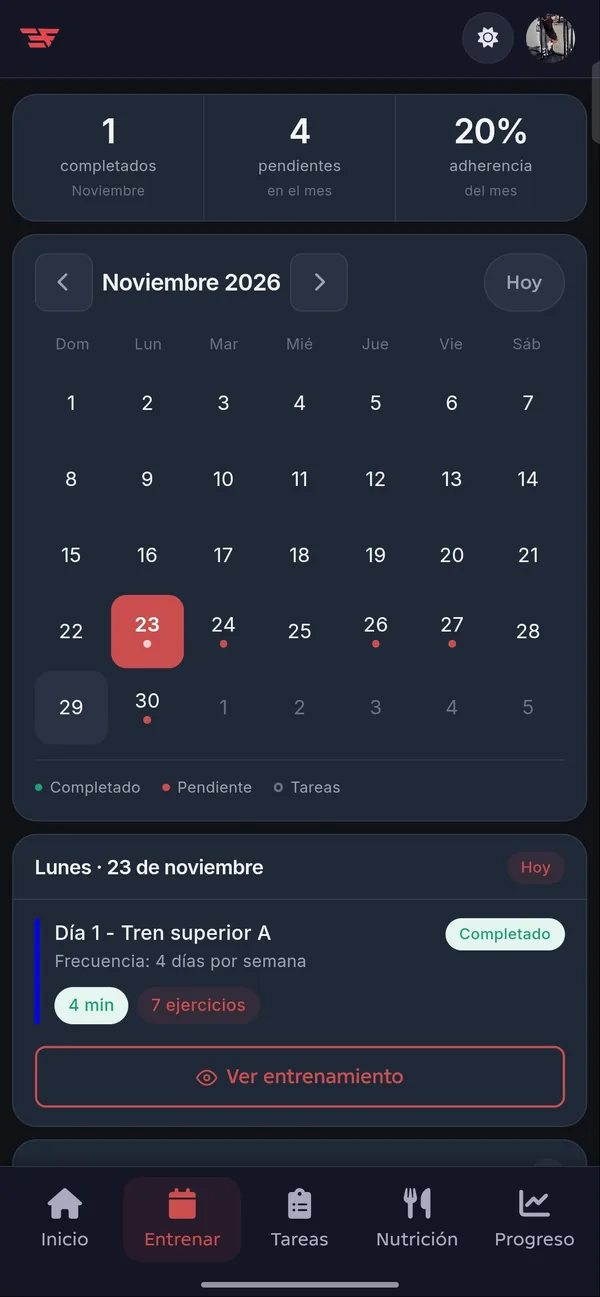 1 4 20%
completados pendientes adherencia
Noviembre en el mes del mes
Noviembre 2026 Hoy
Dom Lun Mar Mié Jue Vie Sáb
1 2 3 4 5 6 7
8 9 10 11 12 13 14
15 16 17 18 19 20 21
22 23 24 25 26 27 28
29 30 1 2 3 4 5
Completado Pendiente Tareas
Lunes · 23 de noviembre Hoy
Día 1 - Tren superior A Completado
Frecuencia: 4 días por semana
4 min 7 ejercicios
Ver entrenamiento
Inicio Entrenar Tareas Nutrición Progreso